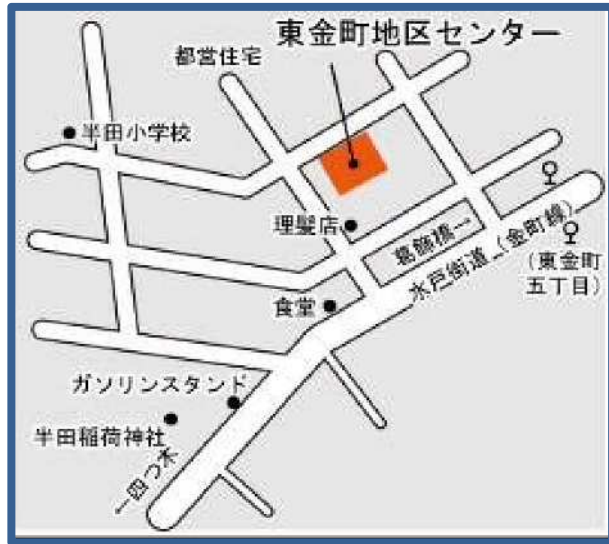 東金町地区センター
都営住宅
半田小学校
理髪店
葛飾橋→
水戸街道(金町線)
(東金町
五丁目)
食堂
ガソリンスタンド
半田稲荷神社
←四つ木